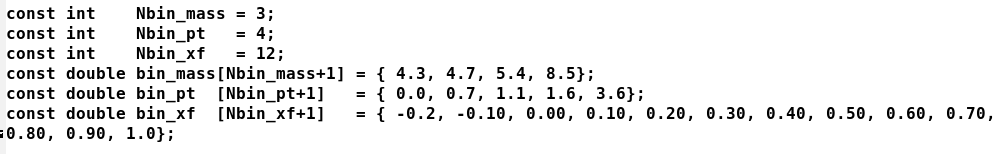 const int    Nbin_mass = 3;
const int    Nbin_pt   = 4;
const int    Nbin_xf   = 12;
const double bin_mass[Nbin_mass+1] = { 4.3, 4.7, 5.4, 8.5};
const double bin_pt  [Nbin_pt+1]   = { 0.0, 0.7, 1.1, 1.6, 3.6};
const double bin_xf  [Nbin_xf+1]   = { -0.2, -0.10, 0.00, 0.10, 0.20, 0.30, 0.40, 0.50, 0.60, 0.70,
0.80, 0.90, 1.0};